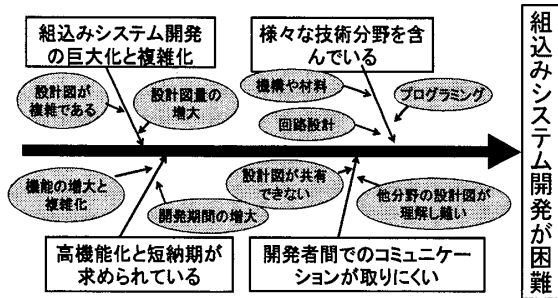 組込みシステム開発
の巨大化と複雑化
様々な技術分野を含
んでいる
設計図が
複雑である
設計図量の
増大
機構や材料
プログラミング
回路設計
機能の増大と
複雑化
開発期間の増大
設計図が共有
できない
他分野の設計図が
理解し難い
高機能化と短納期が
求められている
開発者間でのコミュニケー
ションが取りにくい
組込みシステム開発が困難